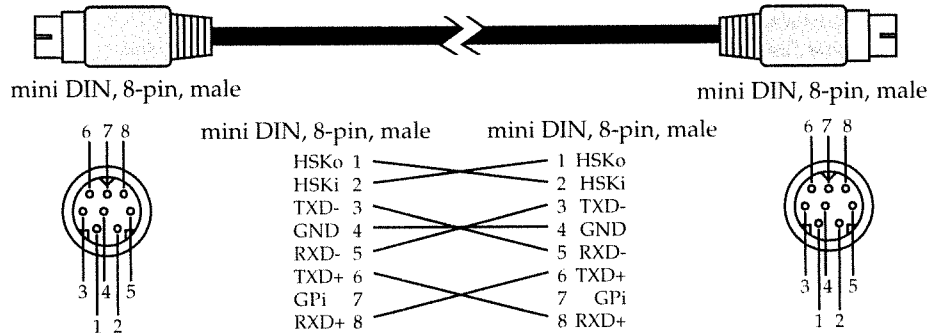 mini DIN, 8-pin, male
mini DIN, 8-pin, male
6 7 8
mini DIN, 8-pin, male
mini DIN, 8-pin, male
6 7 8
HSKo 1
1 HSKo
HSKi 2
2 HSKi
TXD- 3
3 TXD-
GND 4
4 GND
RXD- 5
5 RXD-
TXD+ 6
6 TXD+
GPi 7
7 GPi
RXD+ 8
8 RXD+
3 4 5
1 2
3 4 5
1 2